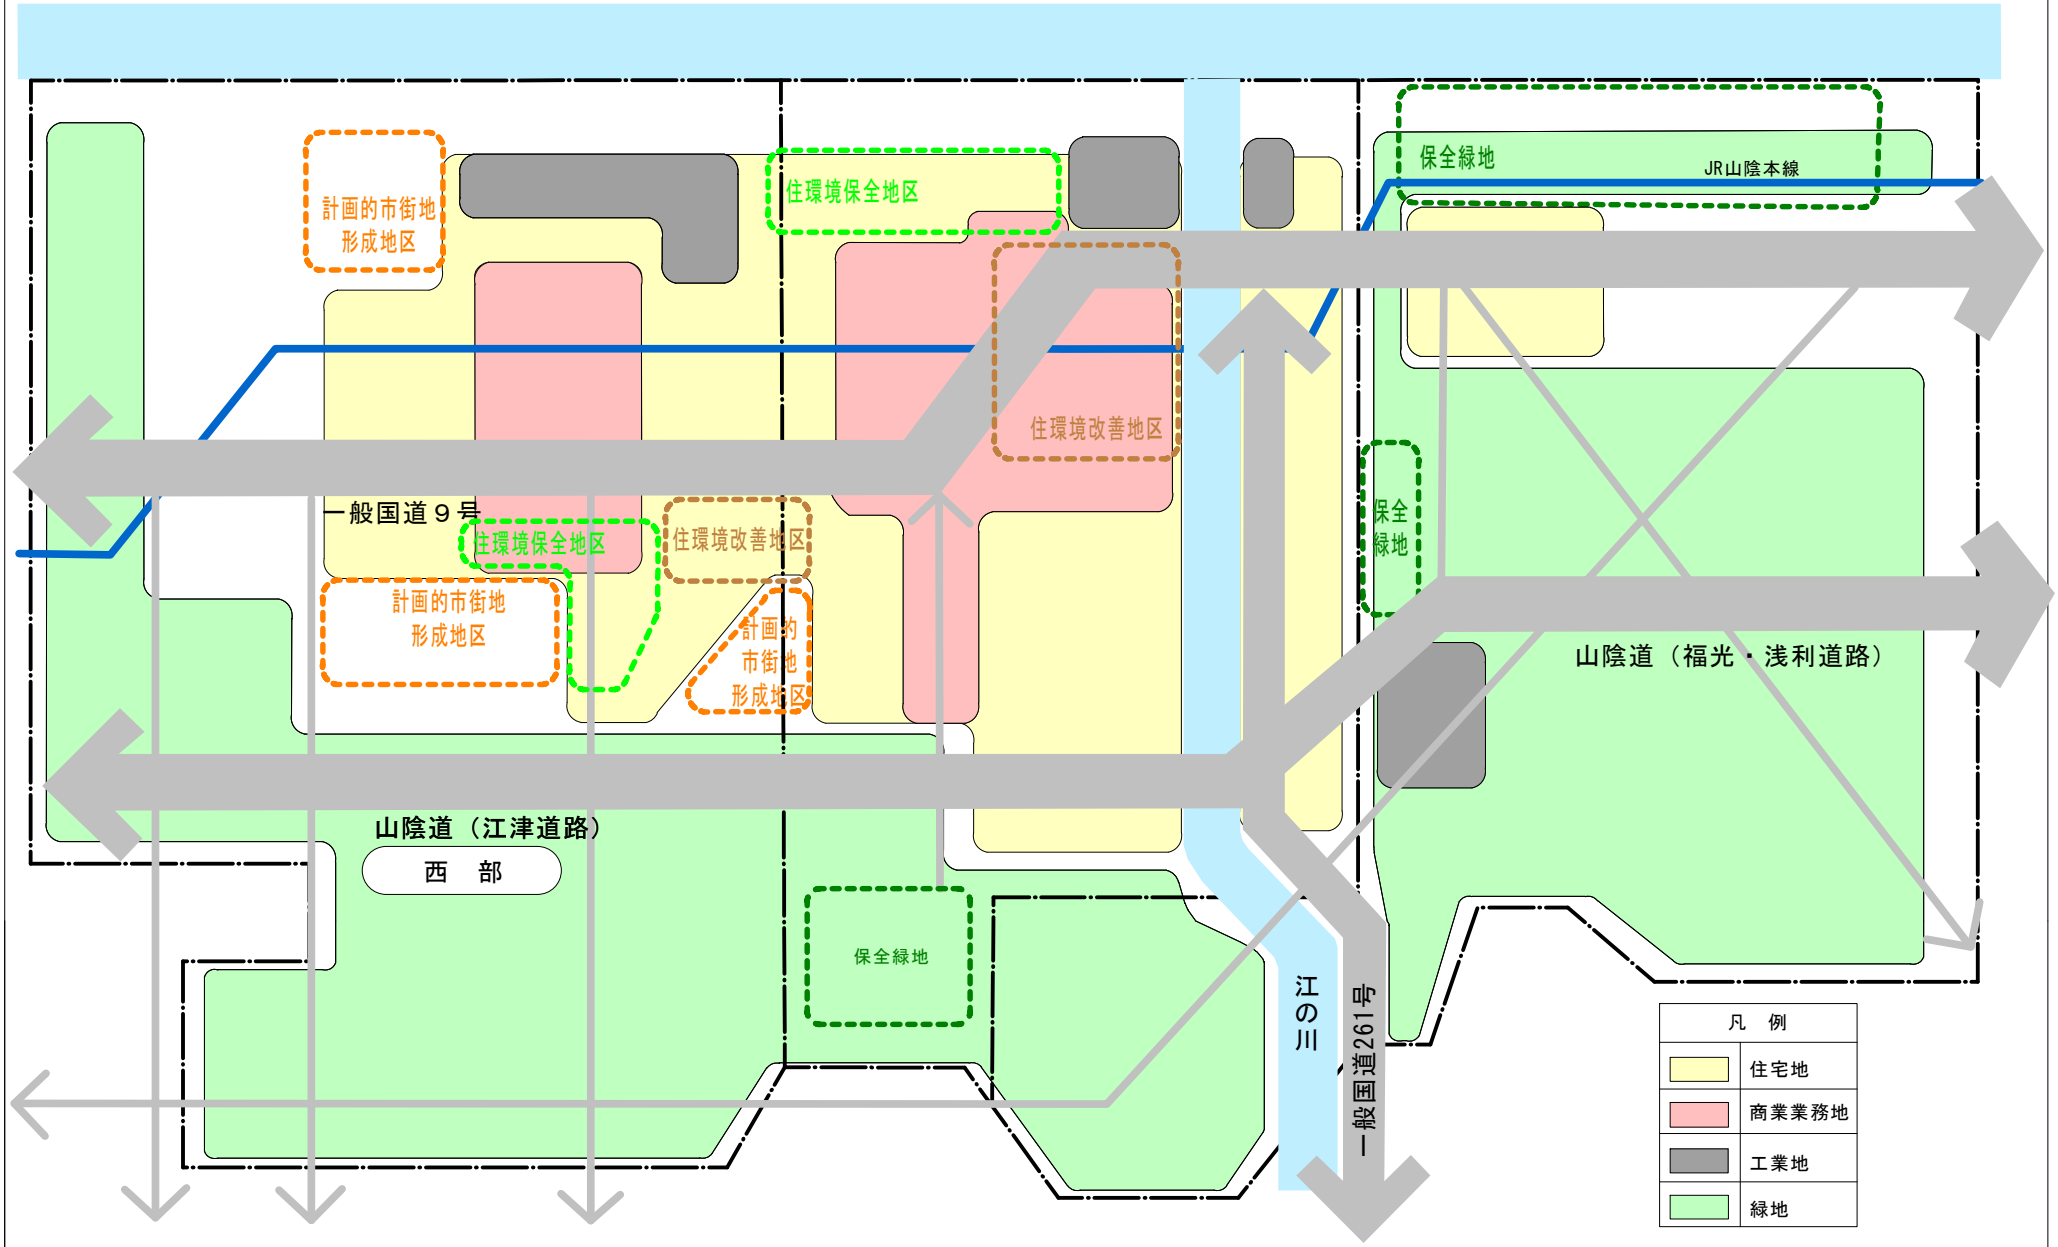 保全緑地
JR山陰本線
住環境保全地区
計画的市街地
形成地区
住環境改善地区
一般国道９号
保全
緑地
住環境保全地区
住環境改善地区
計画的市街地
形成地区
計画的
市街地
形成地区
山陰道（福光・浅利道路）
山陰道（江津道路）
西 部
保全緑地
江の川
一般国道261号
凡 例
住宅地
商業業務地
工業地
緑地